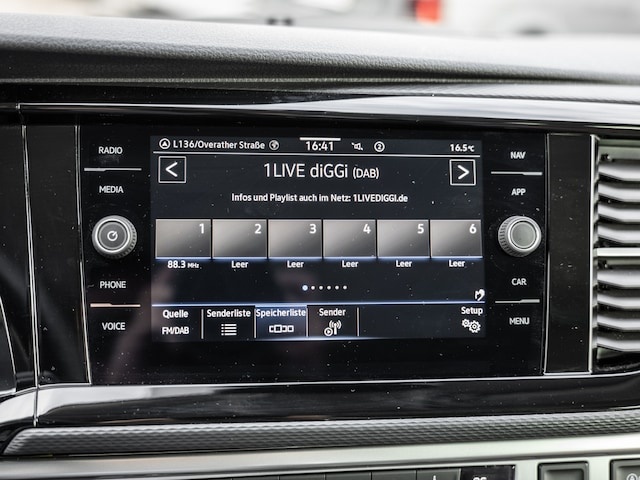 L136/Overather Straße 16:41 2 16.5°C
RADIO
MEDIA
PHONE
VOICE
NAV
APP
CAR
MENU
< 1LIVE diGGi (DAB) >
Infos und Playlist auch im Netz: 1LIVEDIGGI.de
1 2 3 4 5 6
88.3 MHz Leer Leer Leer Leer Leer
Quelle Senderliste Speicherliste Sender Setup
FM/DAB